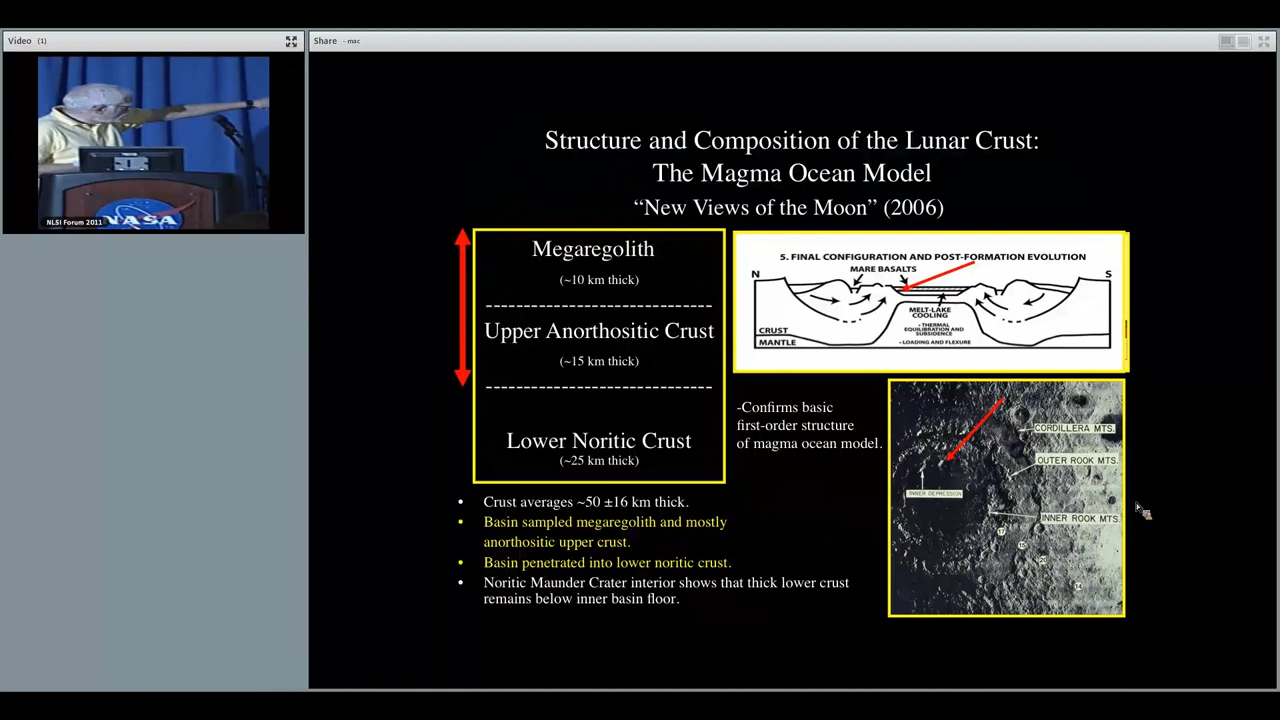 Video (1)
Share - mac
NASA
NLSI Forum 2011
Structure and Composition of the Lunar Crust:
The Magma Ocean Model
“New Views of the Moon” (2006)
Megaregolith
(~10 km thick)
Upper Anorthositic Crust
(~15 km thick)
Lower Noritic Crust
(~25 km thick)
5. FINAL CONFIGURATION AND POST-FORMATION EVOLUTION
MARE BASALTS
N
S
MELT-LAKE
COOLING
• THERMAL
EQUILIBRATION AND
SUBSIDENCE
• LOADING AND FLEXURE
CRUST
MANTLE
-Confirms basic
first-order structure
of magma ocean model.
CORDILLERA MTS.
OUTER ROOK MTS.
INNER DEPRESSION
INNER ROOK MTS.
• Crust averages ~50 ±16 km thick.
• Basin sampled megaregolith and mostly
anorthositic upper crust.
• Basin penetrated into lower noritic crust.
• Noritic Maunder Crater interior shows that thick lower crust
remains below inner basin floor.